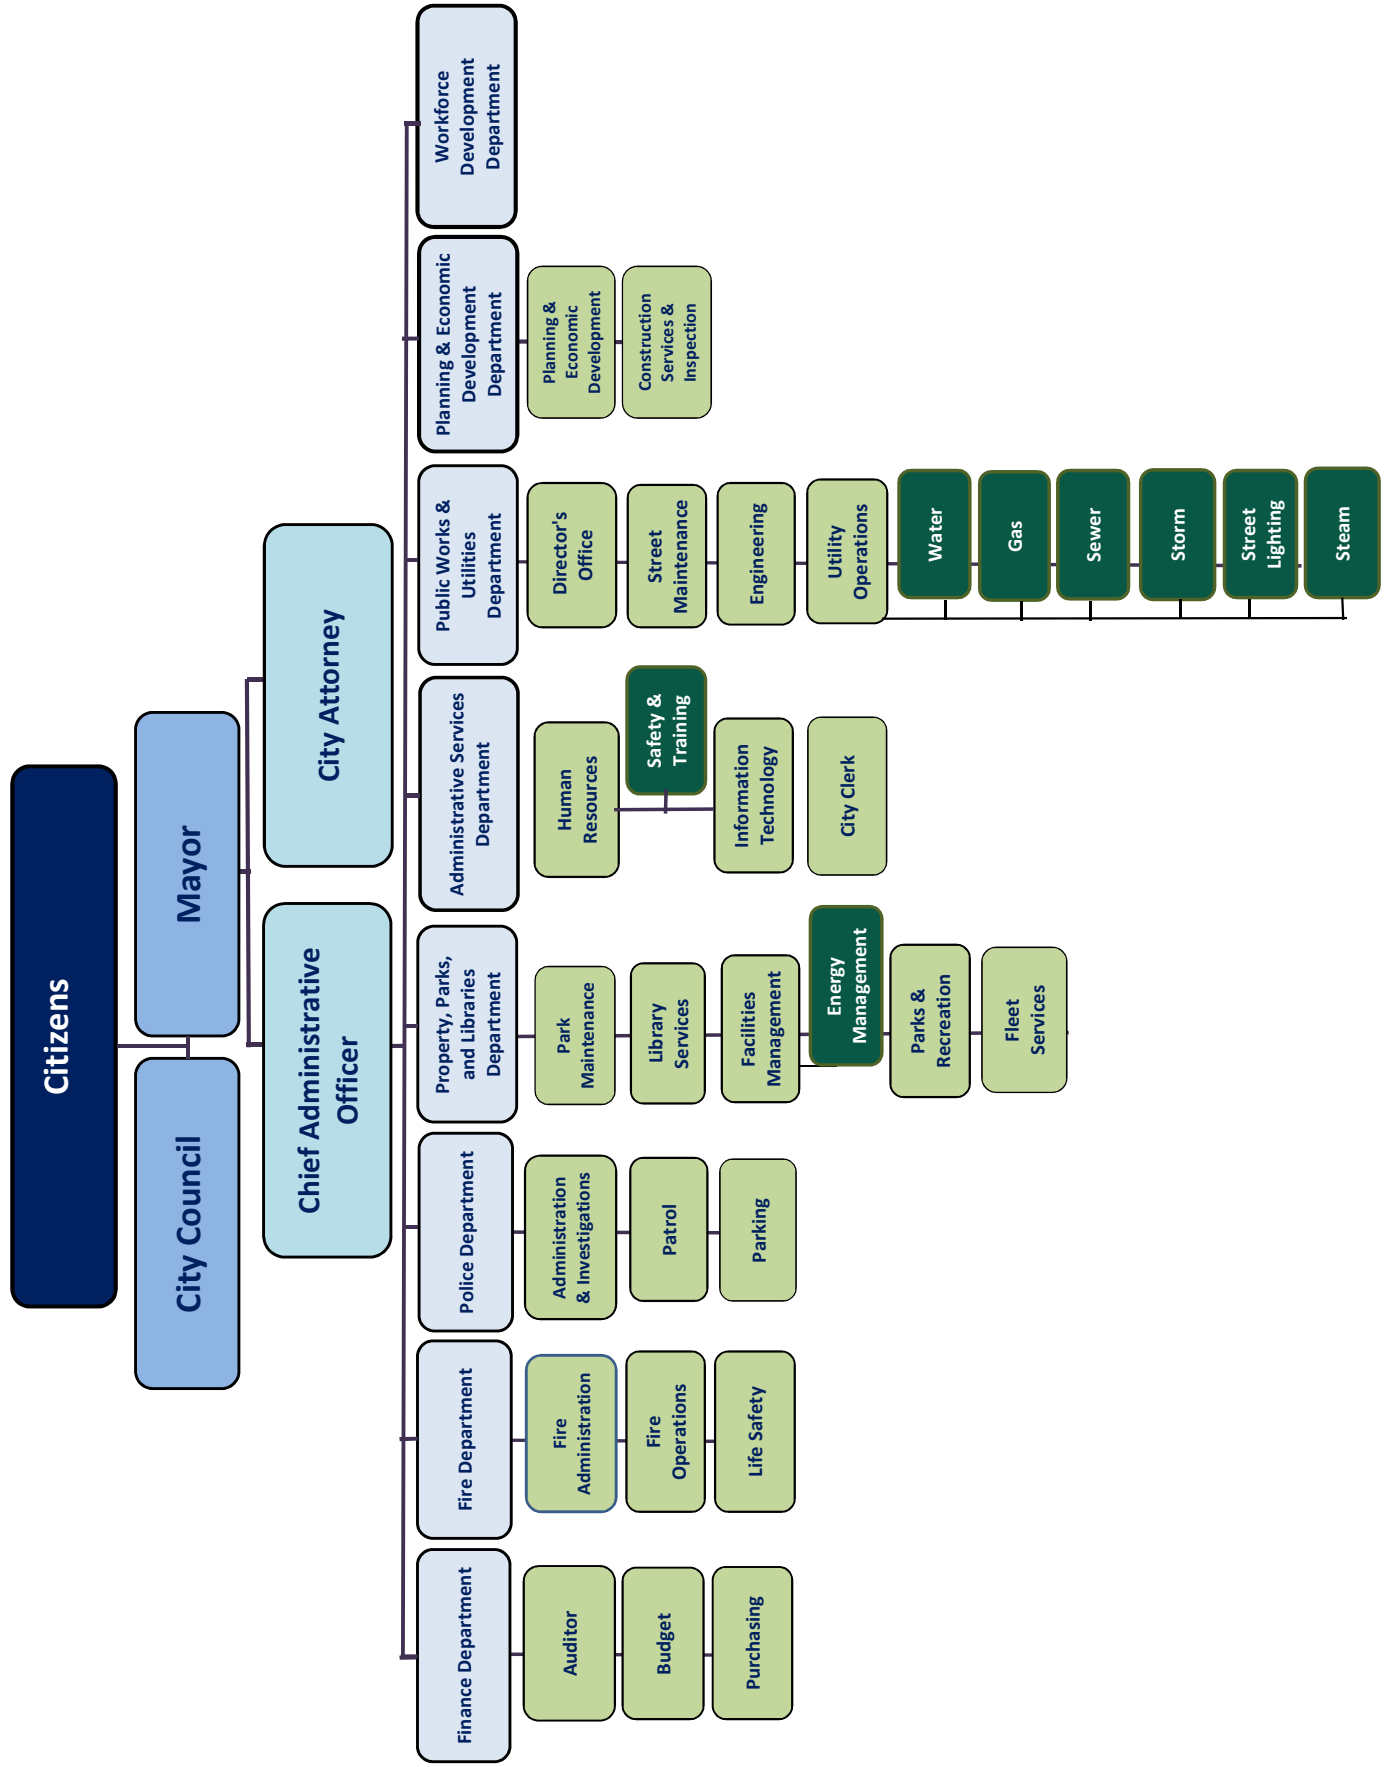 Citizens
City Council
Mayor
Chief Administrative
Officer
City Attorney
Finance Department
Auditor
Budget
Purchasing
Fire Department
Fire
Administration
Fire
Operations
Life Safety
Police Department
Administration
& Investigations
Patrol
Parking
Property, Parks,
and Libraries
Department
Park
Maintenance
Library
Services
Facilities
Management
Energy
Management
Parks &
Recreation
Fleet
Services
Administrative Services
Department
Human
Resources
Safety &
Training
Information
Technology
City Clerk
Public Works &
Utilities
Department
Director's
Office
Street
Maintenance
Engineering
Utility
Operations
Water
Gas
Sewer
Storm
Street
Lighting
Steam
Planning & Economic
Development
Department
Planning &
Economic
Development
Construction
Services &
Inspection
Workforce
Development
Department